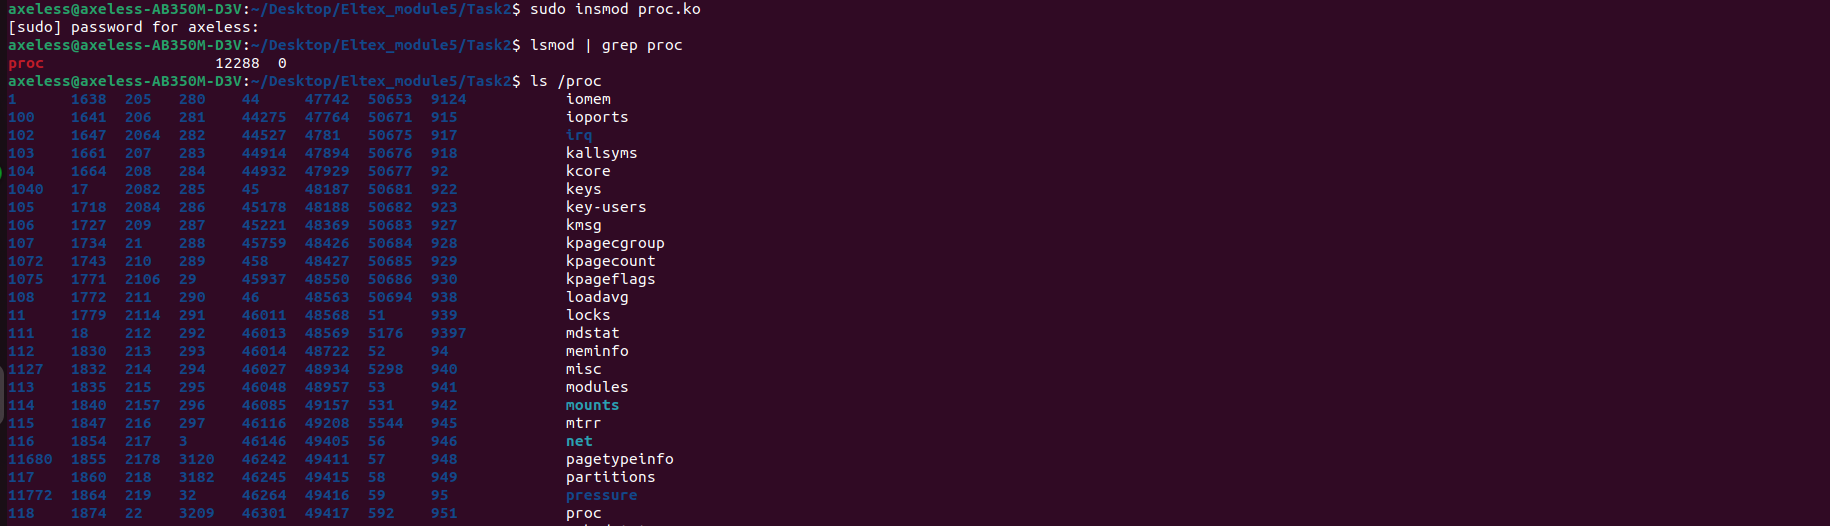 axeless@axeless-AB350M-D3V:~/Desktop/Eltex_module5/Task2$ sudo insmod proc.ko
[sudo] password for axeless:
axeless@axeless-AB350M-D3V:~/Desktop/Eltex_module5/Task2$ lsmod | grep proc
proc                   12288  0
axeless@axeless-AB350M-D3V:~/Desktop/Eltex_module5/Task2$ ls /proc
1      1638  205   280    44     47742  50653  9124           iomem
100    1641  206   281    44275  47764  50671  915            ioports
102    1647  2064  282    44527  4781   50675  917            irq
103    1661  207   283    44914  47894  50676  918            kallsyms
104    1664  208   284    44932  47929  50677  92             kcore
1040   17    2082  285    45     48187  50681  922            keys
105    1718  2084  286    45178  48188  50682  923            key-users
106    1727  209   287    45221  48369  50683  927            kmsg
107    1734  21    288    45759  48426  50684  928            kpagecgroup
1072   1743  210   289    458    48427  50685  929            kpagecount
1075   1771  2106  29     45937  48550  50686  930            kpageflags
108    1772  211   290    46     48563  50694  938            loadavg
11     1779  2114  291    46011  48568  51     939            locks
111    18    212   292    46013  48569  5176   9397           mdstat
112    1830  213   293    46014  48722  52     94             meminfo
1127   1832  214   294    46027  48934  5298   940            misc
113    1835  215   295    46048  48957  53     941            modules
114    1840  2157  296    46085  49157  531    942            mounts
115    1847  216   297    46116  49208  5544   945            mtrr
116    1854  217   3      46146  49405  56     946            net
11680  1855  2178  3120   46242  49411  57     948            pagetypeinfo
117    1860  218   3182   46245  49415  58     949            partitions
11772  1864  219   32     46264  49416  59     95             pressure
118    1874  22    3209   46301  49417  592    951            proc